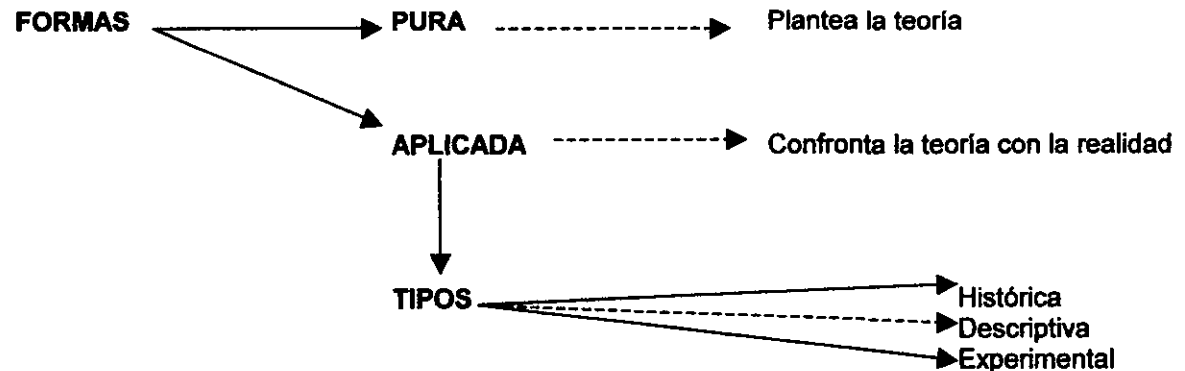 FORMAS PURA Plantea la teoría
APLICADA Confronta la teoría con la realidad
TIPOS
Histórica
Descriptiva
Experimental